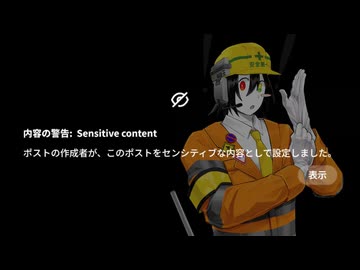 安全第一
内容の警告: Sensitive content
ポストの作成者が、このポストをセンシティブな内容として設定しました。
表示